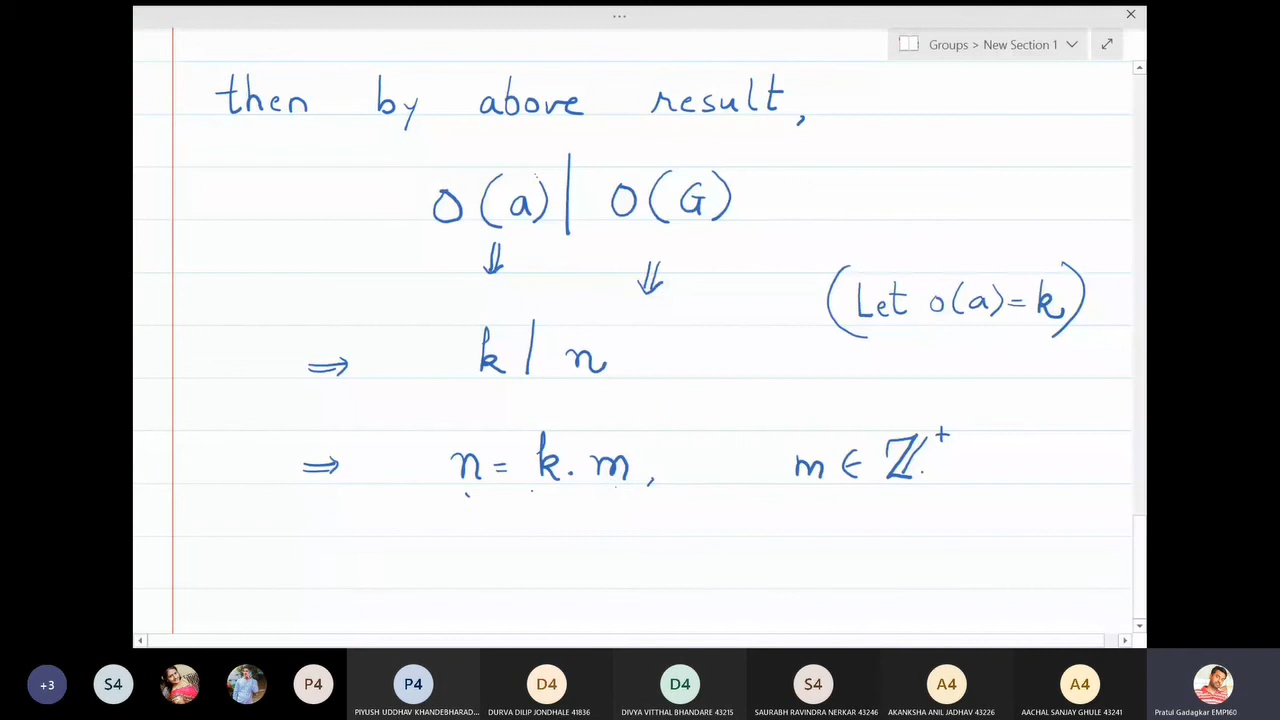 Groups > New Section 1
then by above result,
O(a) | O(G)
⇓ ⇓
(Let o(a)=k)
⇒ k | n
⇒ n = k. m, m ∈ ℤ⁺
+3 S4 P4 P4 D4 D4 S4 A4 A4
PIYUSH UDDHAV KHANDEBHARAD... DURVA DILIP JONDHALE 41836 DIVYA VITTHAL BHANDARE 43215 SAURABH RAVINDRA NERKAR 43246 AKANKSHA ANIL JADHAV 43226 AACHAL SANJAY GHULE 43241 Pratul Gadagkar EMP160